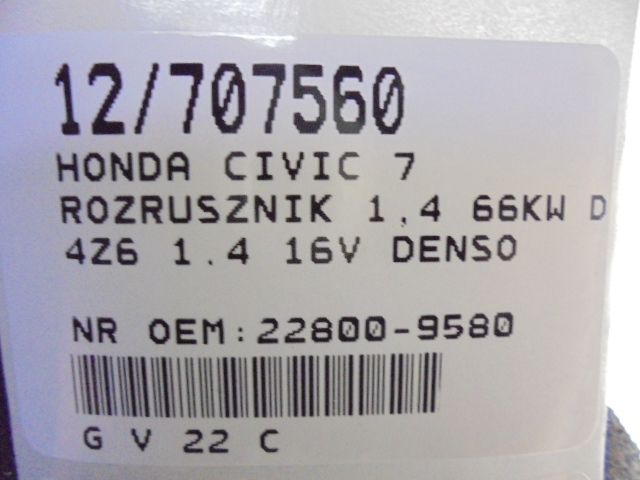 12/707560
HONDA CIVIC 7
ROZRUSZNIK 1,4 66KW D
4Z6 1.4 16V DENSO
NR OEM:22800-9580
G V 22 C